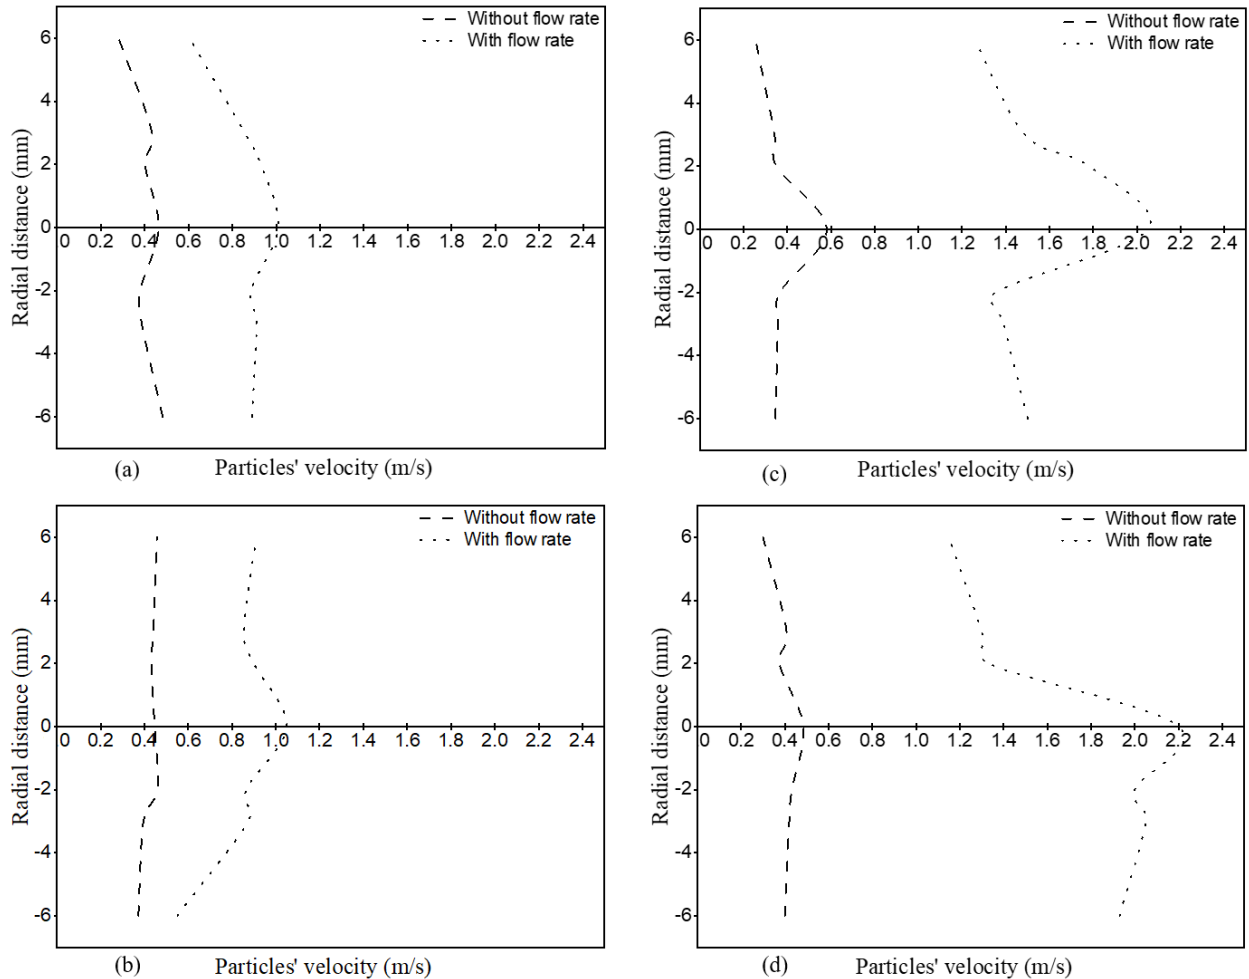 Without flow rate
With flow rate
6
4
2
0
-2
-4
-6
0 0.2 0.4 0.6 0.8 1.0 1.2 1.4 1.6 1.8 2.0 2.2 2.4
Radial distance (mm)
(a) Particles' velocity (m/s)
Without flow rate
With flow rate
6
4
2
0
-2
-4
-6
0 0.2 0.4 0.6 0.8 1.0 1.2 1.4 1.6 1.8 2.0 2.2 2.4
Radial distance (mm)
(c) Particles' velocity (m/s)
Without flow rate
With flow rate
6
4
2
0
-2
-4
-6
0 0.2 0.4 0.6 0.8 1.0 1.2 1.4 1.6 1.8 2.0 2.2 2.4
Radial distance (mm)
(b) Particles' velocity (m/s)
Without flow rate
With flow rate
6
4
2
0
-2
-4
-6
0 0.2 0.4 0.6 0.8 1.0 1.2 1.4 1.6 1.8 2.0 2.2 2.4
Radial distance (mm)
(d) Particles' velocity (m/s)